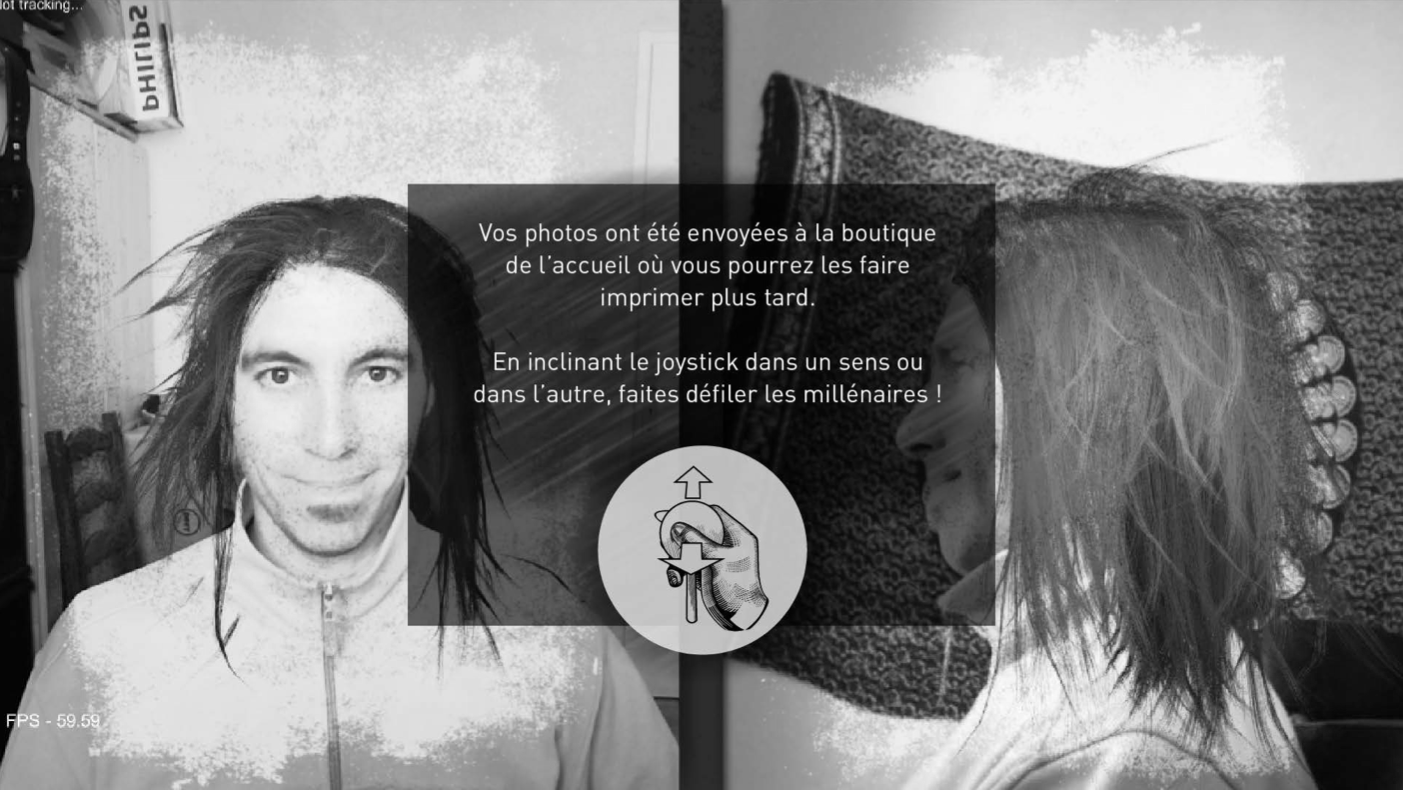 Not tracking...
PHILIPS
Vos photos ont été envoyées à la boutique
de l'accueil où vous pourrez les faire
imprimer plus tard.
En inclinant le joystick dans un sens ou
dans l'autre, faites défiler les millénaires !
FPS - 59.59